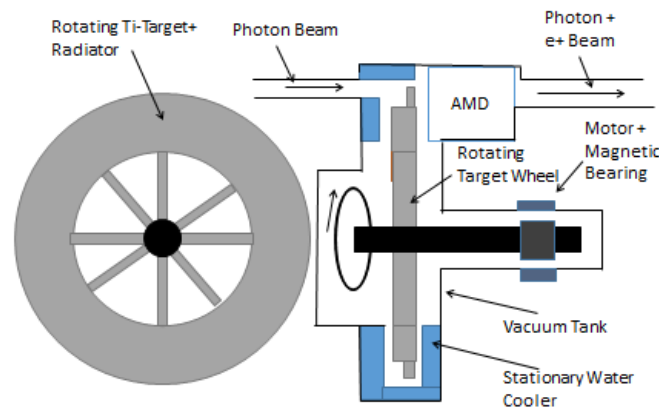 Rotating Ti-Target+
Radiator
Photon Beam
Photon +
e+ Beam
AMD
Motor +
Magnetic
Bearing
Rotating
Target Wheel
Vacuum Tank
Stationary Water
Cooler